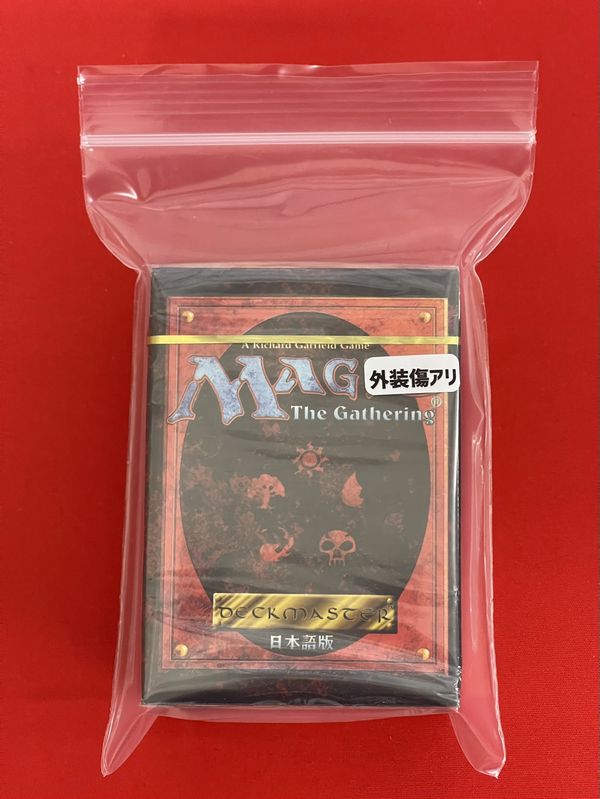 A Richard Garfield Game
MAG
外装傷アリ
The Gathering®
DECKMASTER
日本語版